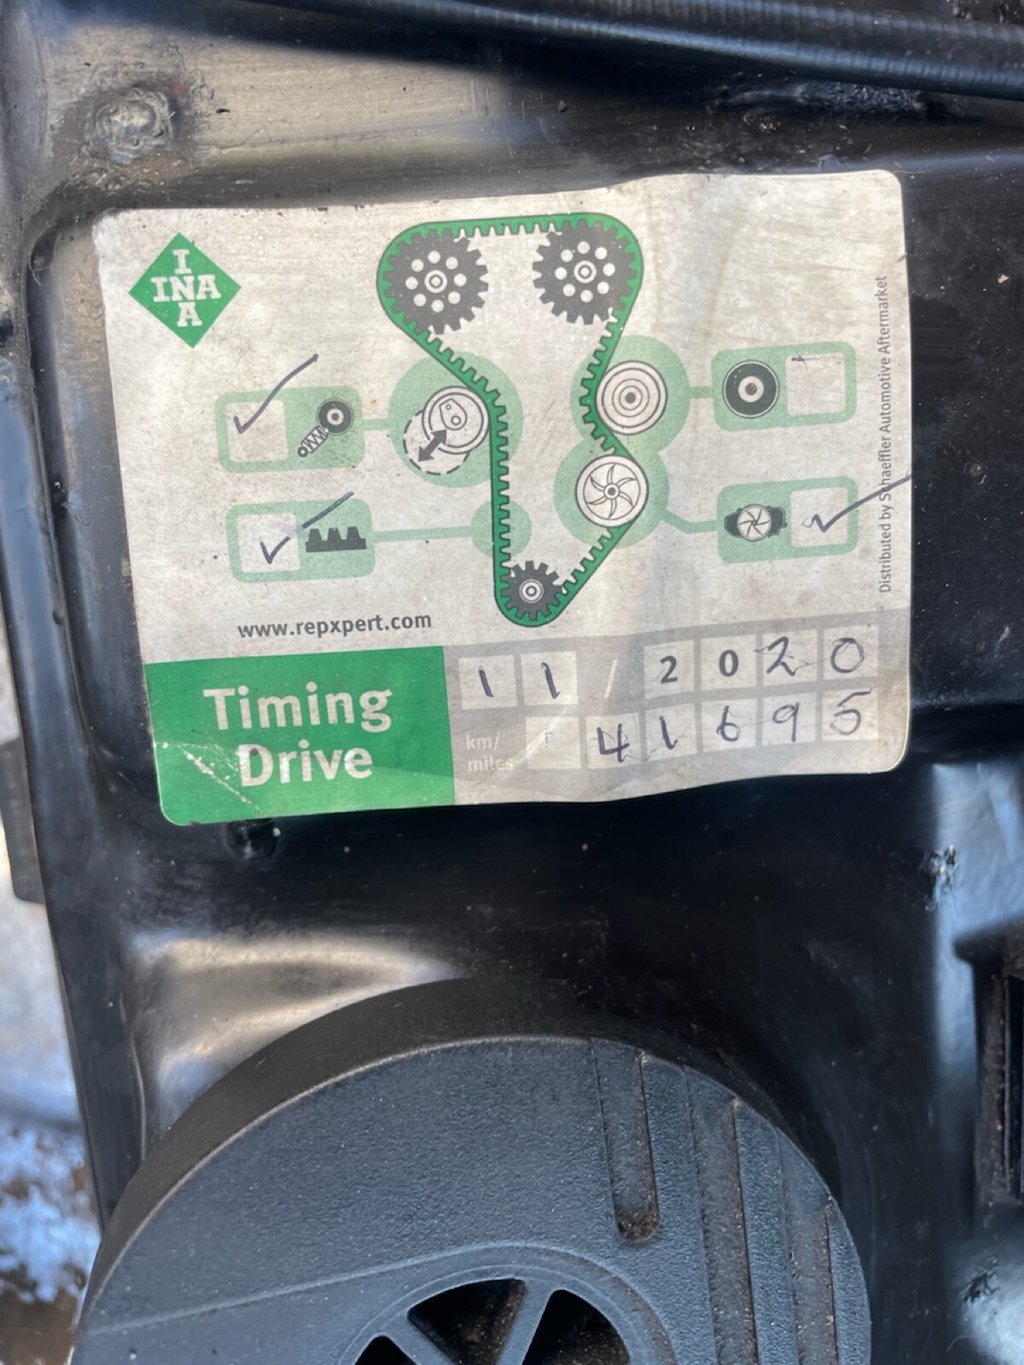 I
INA
A
Distributed by Schaeffler Automotive Aftermarket
www.repxpert.com
Timing
Drive
11 / 2020
km/
miles
41695